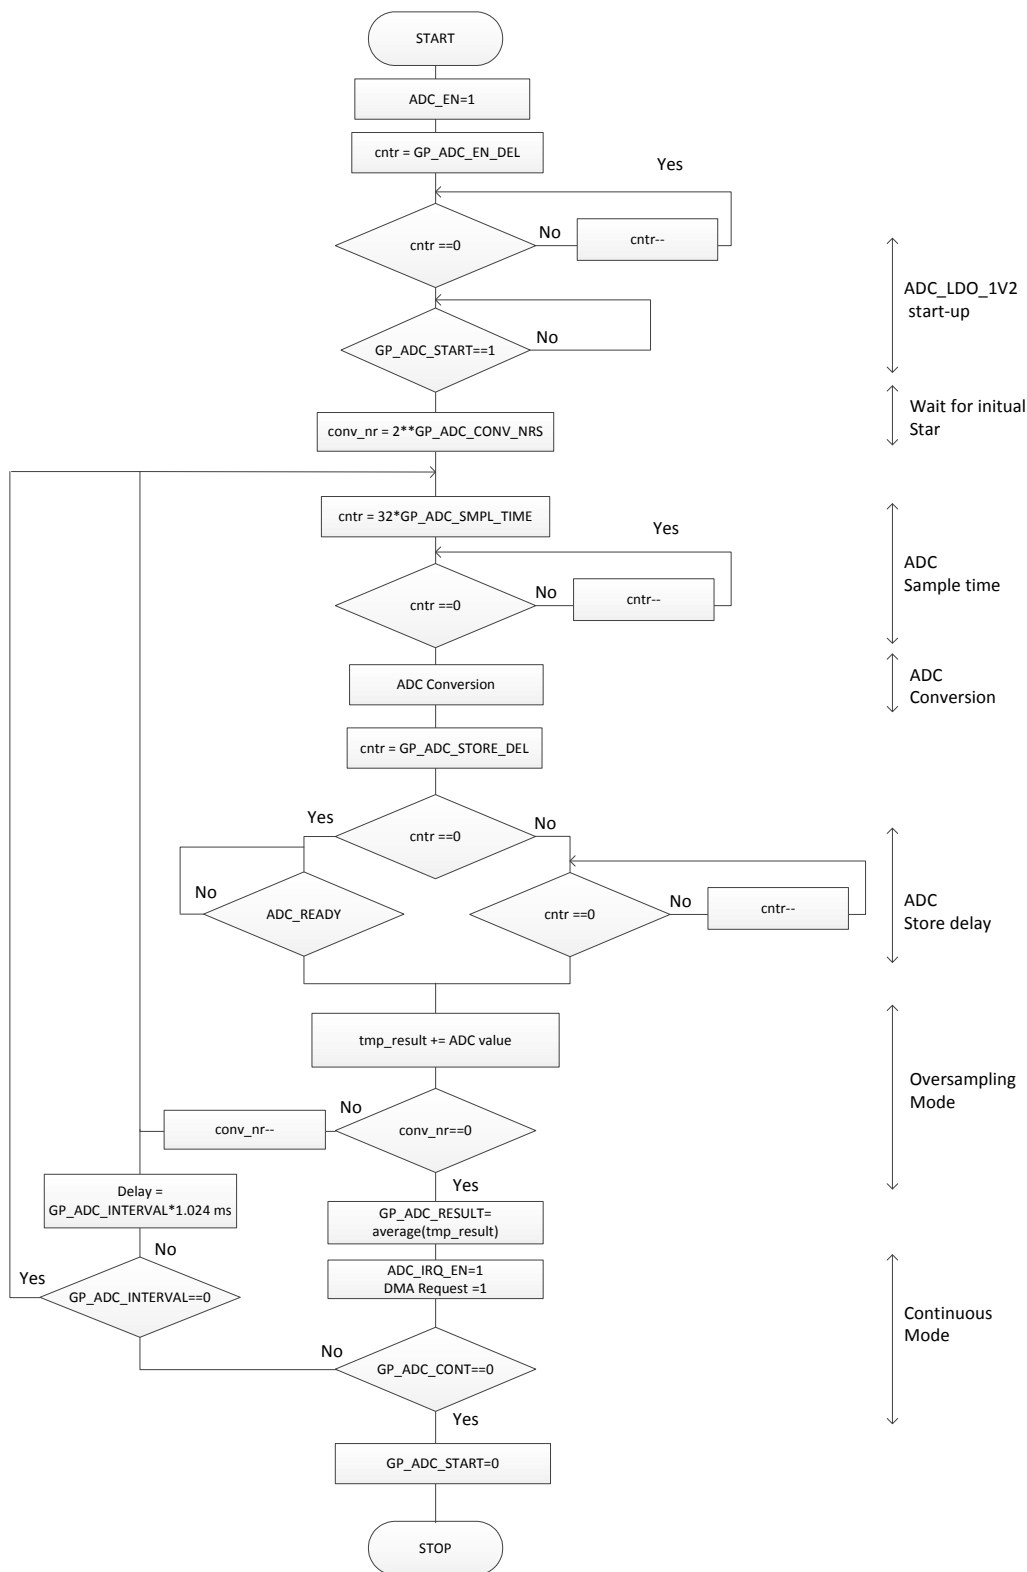 START
ADC_EN=1
cntr = GP_ADC_EN_DEL
Yes
cntr ==0
No
cntr--
ADC_LDO_1V2
start-up
GP_ADC_START==1
No
Wait for initual
Star
conv_nr = 2**GP_ADC_CONV_NRS
cntr = 32*GP_ADC_SMPL_TIME
Yes
cntr ==0
No
cntr--
ADC
Sample time
ADC Conversion
ADC
Conversion
cntr = GP_ADC_STORE_DEL
Yes
cntr ==0
No
No
ADC_READY
cntr ==0
No
cntr--
ADC
Store delay
tmp_result += ADC value
Oversampling
Mode
conv_nr--
No
conv_nr==0
Yes
Delay =
GP_ADC_INTERVAL*1.024 ms
GP_ADC_RESULT=
average(tmp_result)
No
Yes
GP_ADC_INTERVAL==0
ADC_IRQ_EN=1
DMA Request =1
Continuous
Mode
No
GP_ADC_CONT==0
Yes
GP_ADC_START=0
STOP